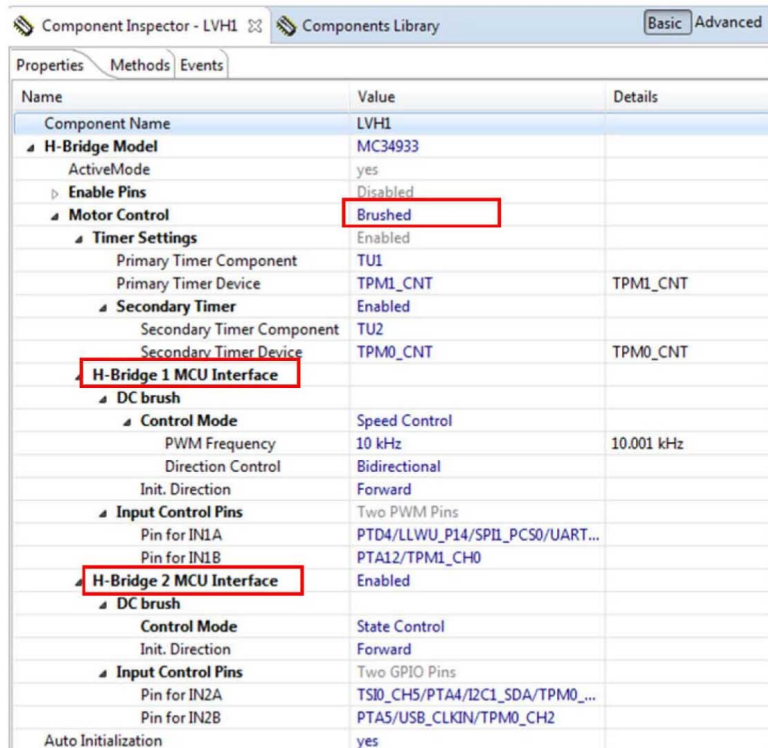 Component Inspector - LVH1 Components Library Basic Advanced
Properties Methods Events
Name Value Details
Component Name LVH1
H-Bridge Model MC34933
ActiveMode yes
Enable Pins Disabled
Motor Control Brushed
Timer Settings Enabled
Primary Timer Component TU1
Primary Timer Device TPM1_CNT TPM1_CNT
Secondary Timer Enabled
Secondary Timer Component TU2
Secondary Timer Device TPM0_CNT TPM0_CNT
H-Bridge 1 MCU Interface
DC brush
Control Mode Speed Control
PWM Frequency 10 kHz 10.001 kHz
Direction Control Bidirectional
Init. Direction Forward
Input Control Pins Two PWM Pins
Pin for IN1A PTD4/LLWU_P14/SPI1_PCS0/UART...
Pin for IN1B PTA12/TPM1_CH0
H-Bridge 2 MCU Interface Enabled
DC brush
Control Mode State Control
Init. Direction Forward
Input Control Pins Two GPIO Pins
Pin for IN2A TSI0_CH5/PTA4/I2C1_SDA/TPM0_...
Pin for IN2B PTA5/USB_CLKIN/TPM0_CH2
Auto Initialization yes